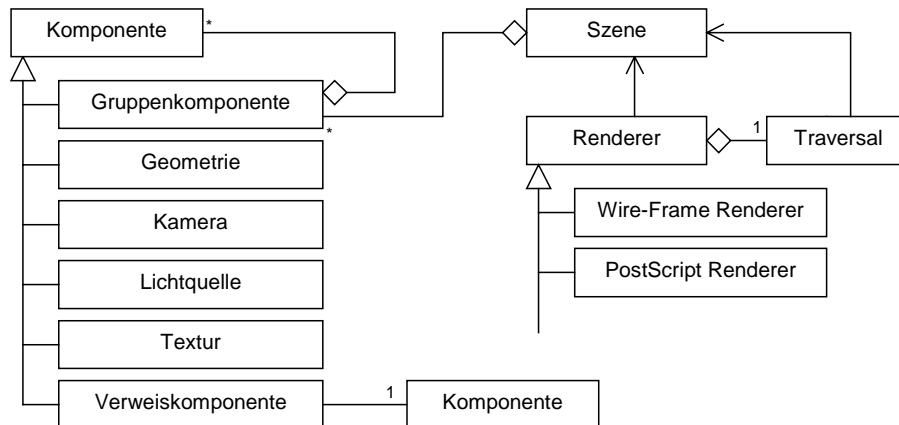 Komponente
*
Szene
Gruppenkomponente
*
Renderer
1
Traversal
Geometrie
Wire-Frame Renderer
Kamera
PostScript Renderer
Lichtquelle
Textur
Verweiskomponente
1
Komponente